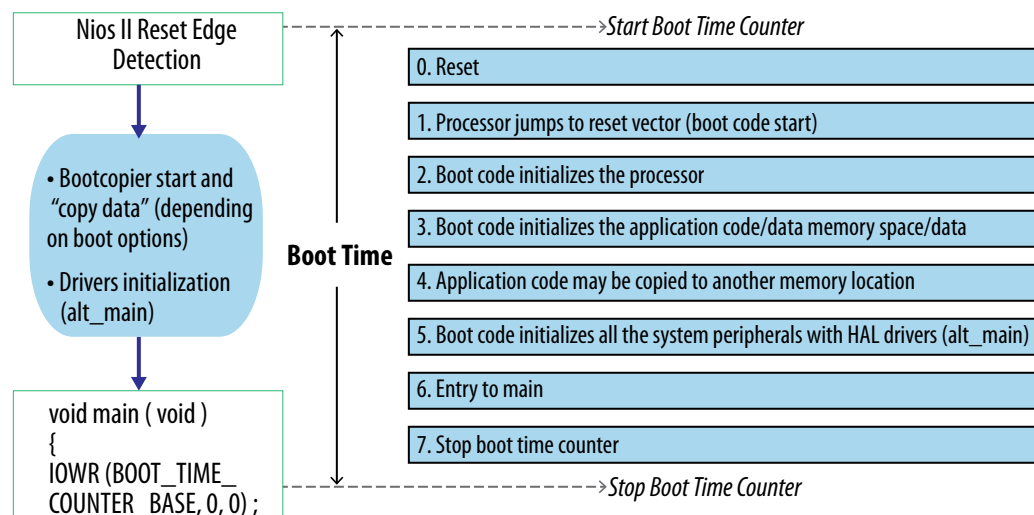 Nios II Reset Edge
Detection
• Bootcopier start and
“copy data” (depending
on boot options)
• Drivers initialization
(alt_main)
void main ( void )
{
IOWR (BOOT_TIME_
COUNTER_BASE, 0, 0) ;
Boot Time
Start Boot Time Counter
0. Reset
1. Processor jumps to reset vector (boot code start)
2. Boot code initializes the processor
3. Boot code initializes the application code/data memory space/data
4. Application code may be copied to another memory location
5. Boot code initializes all the system peripherals with HAL drivers (alt_main)
6. Entry to main
7. Stop boot time counter
Stop Boot Time Counter